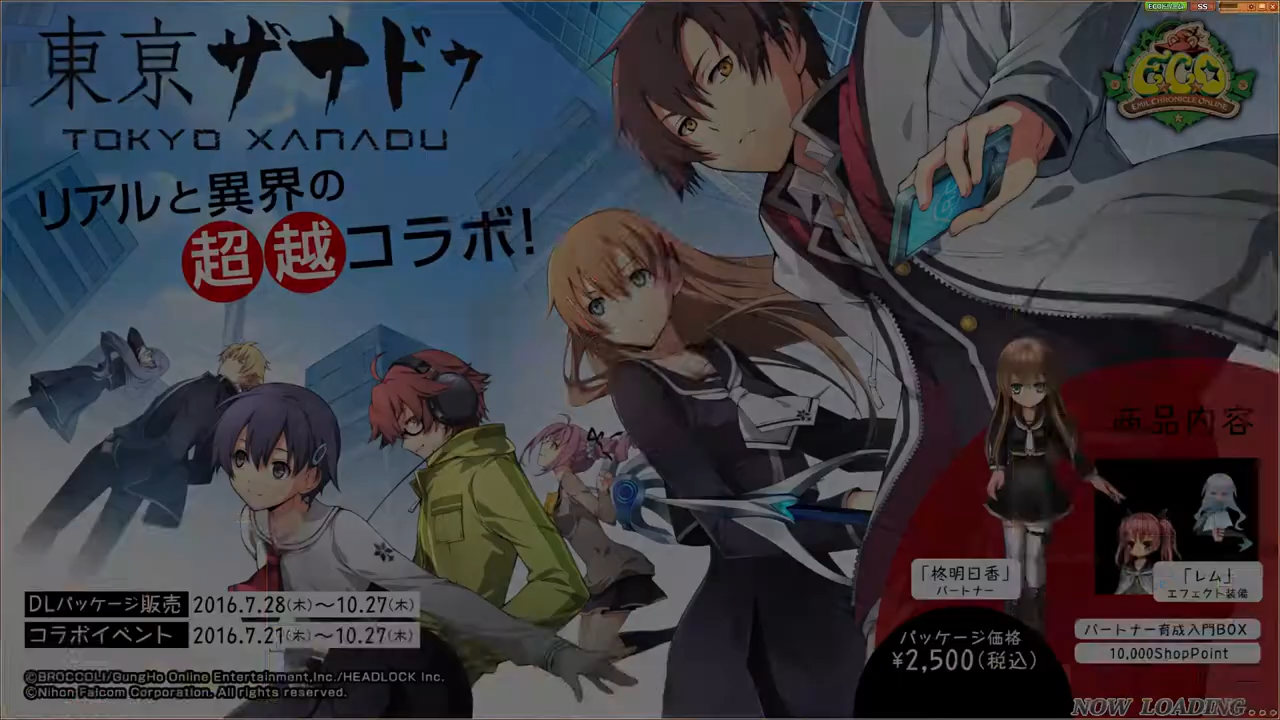 東亰ザナドゥ
TOKYO XANADU
リアルと異界の
超越コラボ!
ECO
EMIL CHRONICLE ONLINE
SS
商品内容
「柊明日香」
パートナー
「レム」
エフェクト装備
パートナー育成入門BOX
10,000ShopPoint
パッケージ価格
¥2,500(税込)
DLパッケージ販売 2016.7.28(木)〜10.27(木)
コラボイベント 2016.7.21(木)〜10.27(木)
©BROCCOLI/GungHo Online Entertainment,Inc./HEADLOCK Inc.
©Nihon Falcom Corporation. All rights reserved.
NOW LOADING...